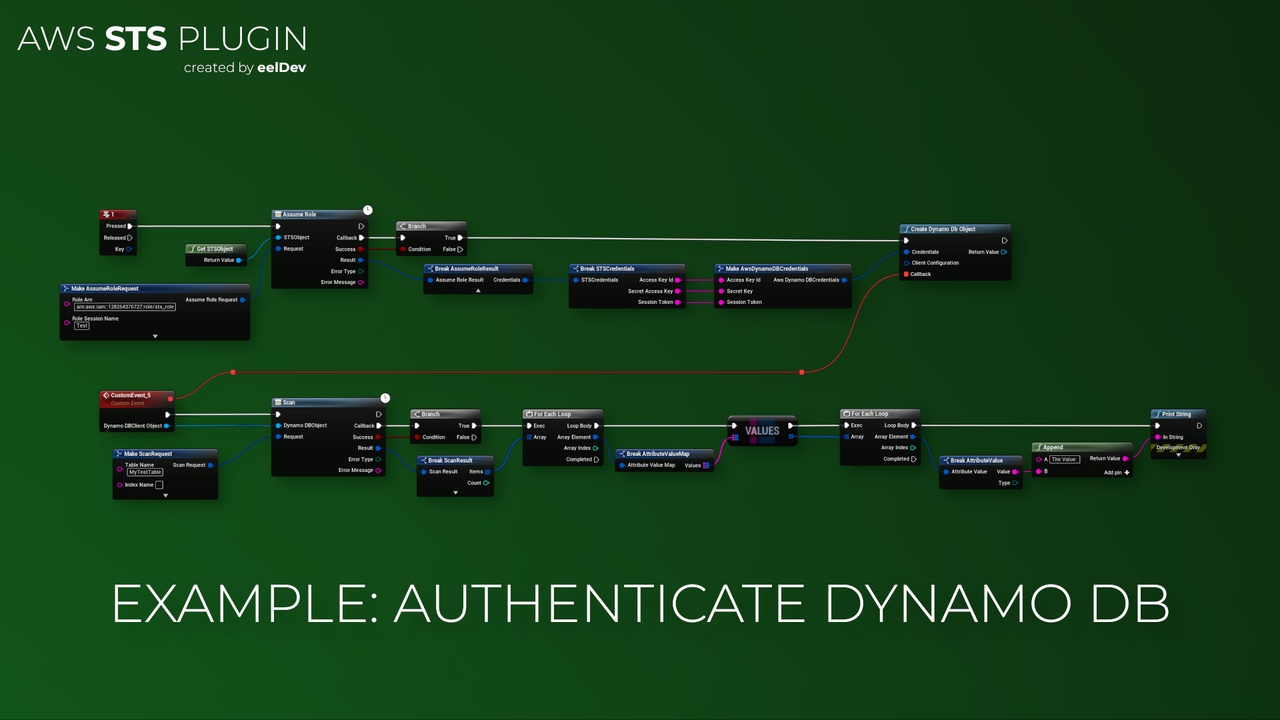 AWS STS PLUGIN
created by eelDev
1
Pressed
Released
Key
Get STSObject
Return Value
Make AssumeRoleRequest
Role Arn
Assume Role Request
arn:aws:iam::128264376727:role/sts_role
Role Session Name
Test
Assume Role
STSObject
Callback
Request
Success
Result
Error Type
Error Message
Branch
True
Condition
False
Break AssumeRoleResult
Assume Role Result
Credentials
Break STSCredentials
STSCredentials
Access Key Id
Secret Access Key
Session Token
Make AwsDynamoDBCredentials
Access Key Id
Aws DynamoDBCredentials
Secret Key
Session Token
Create Dynamo Db Object
Credentials
Return Value
Client Configuration
Callback
CustomEvent_5
Custom Event
Dynamo DBClient Object
Make ScanRequest
Table Name
Scan Request
MyTestTable
Index Name
Scan
Dynamo DBObject
Callback
Request
Success
Result
Error Type
Error Message
Branch
True
Condition
False
Break ScanResult
Scan Result
Items
Count
For Each Loop
Exec
Loop Body
Array
Array Element
Array Index
Completed
Break AttributeValueMap
Attribute Value Map
Values
VALUES
For Each Loop
Exec
Loop Body
Array
Array Element
Array Index
Completed
Break AttributeValue
Attribute Value
Value
Type
Append
A
The Value:
Return Value
B
Add pin
Print String
In String
Development Only
EXAMPLE: AUTHENTICATE DYNAMO DB